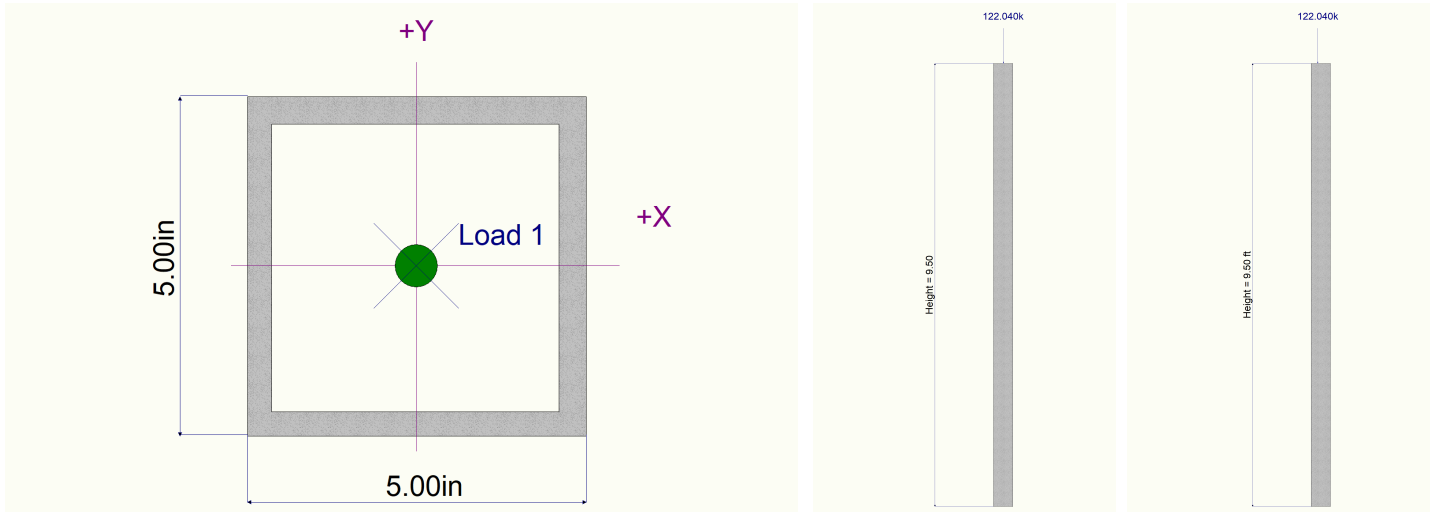 +Y
+X
Load 1
5.00in
5.00in
122.040k
Height = 9.50
122.040k
Height = 9.50 ft